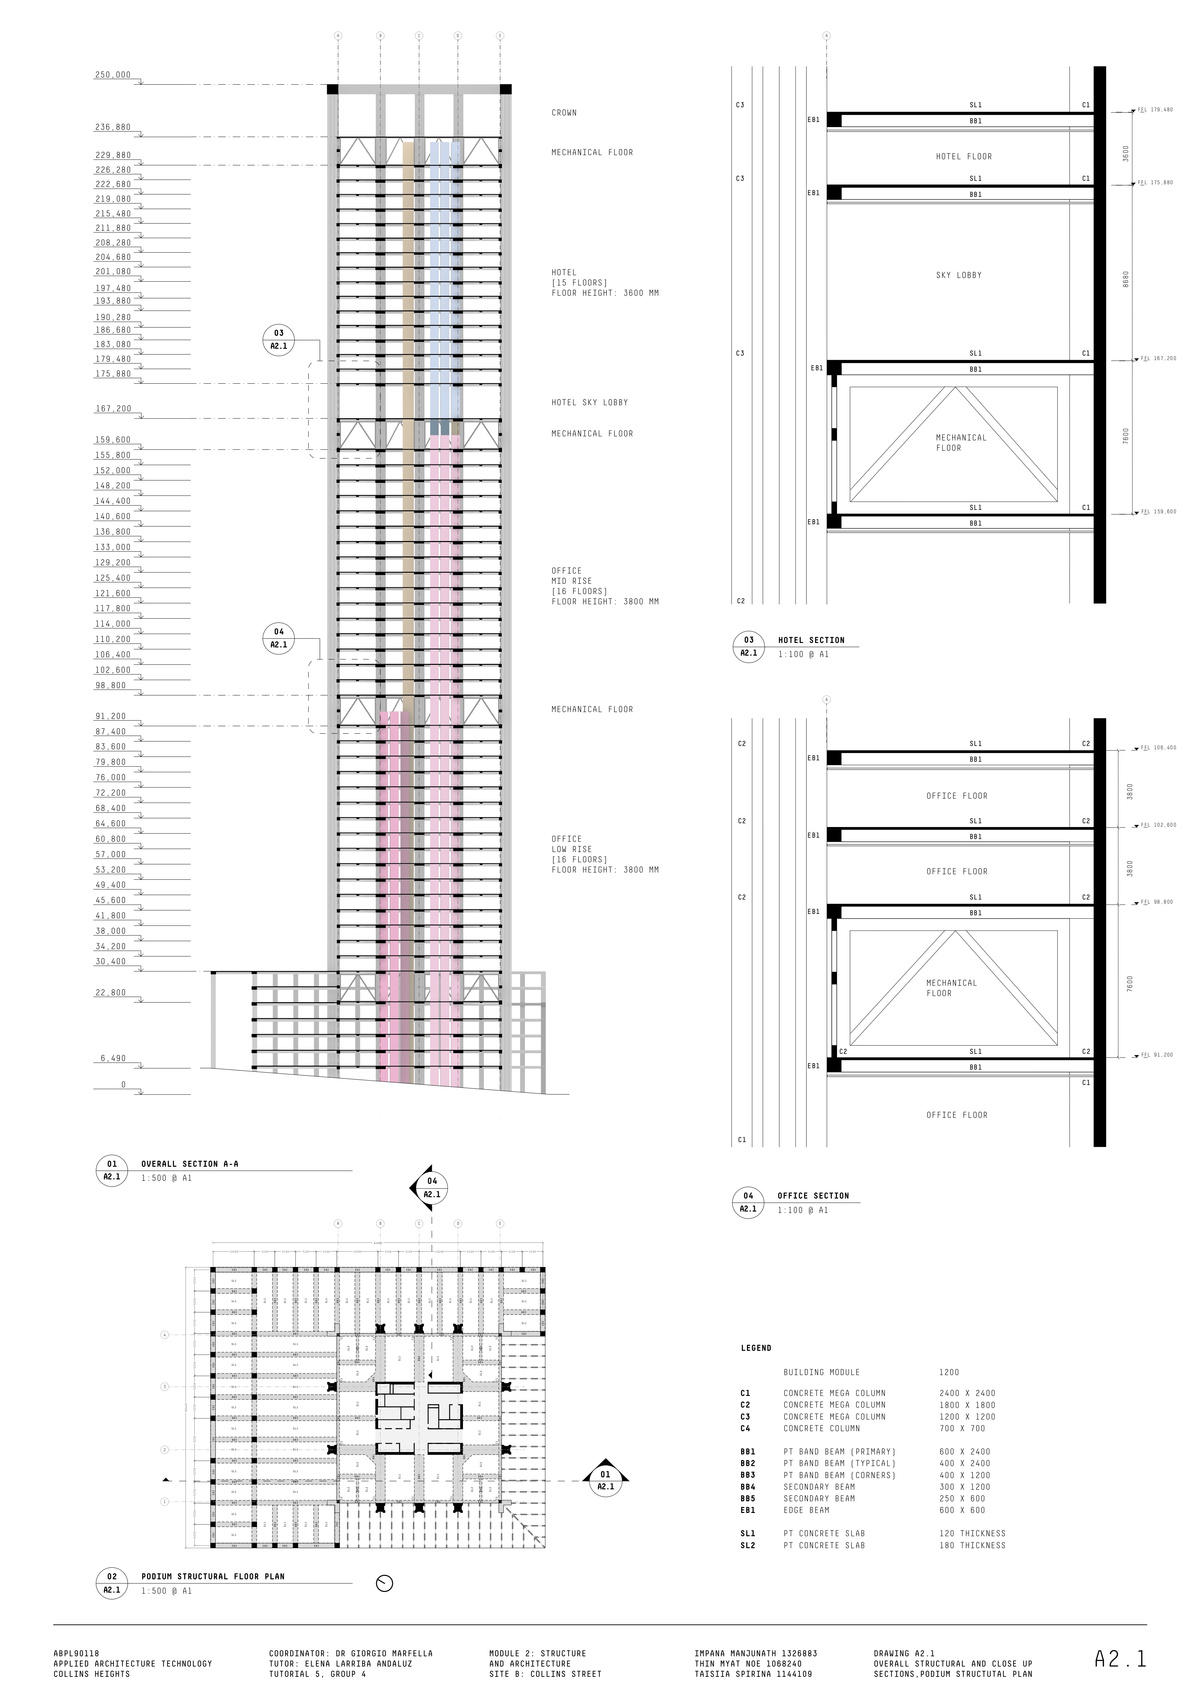 A B C D E
250,000
236,880
229,880
226,280
222,680
219,080
215,480
211,880
208,280
204,680
201,080
197,480
193,880
190,280
186,680
183,080
179,480
175,880
167,200
159,600
155,800
152,000
148,200
144,400
140,600
136,800
133,000
129,200
125,400
121,600
117,800
114,000
110,200
106,400
102,600
98,800
91,200
87,400
83,600
79,800
76,000
72,200
68,400
64,600
60,800
57,000
53,200
49,400
45,600
41,800
38,000
34,200
30,400
22,800
6,490
0
03
A2.1
04
A2.1
CROWN
MECHANICAL FLOOR
HOTEL
[15 FLOORS]
FLOOR HEIGHT: 3600 MM
HOTEL SKY LOBBY
MECHANICAL FLOOR
OFFICE
MID RISE
[16 FLOORS]
FLOOR HEIGHT: 3800 MM
MECHANICAL FLOOR
OFFICE
LOW RISE
[16 FLOORS]
FLOOR HEIGHT: 3800 MM
01
A2.1
OVERALL SECTION A-A
1:500 @ A1
A
C3 SL1 C1
FFL 179,480
EB1 BB1
HOTEL FLOOR
3600
C3 SL1 C1
FFL 175,880
EB1 BB1
SKY LOBBY
8680
C3 SL1 C1
FFL 167,200
EB1 BB1
MECHANICAL
FLOOR
7600
SL1 C1
FFL 159,600
EB1 BB1
C2
03
A2.1
HOTEL SECTION
1:100 @ A1
A
C2 SL1 C2
FFL 106,400
EB1 BB1
OFFICE FLOOR
3800
C2 SL1 C2
FFL 102,600
EB1 BB1
OFFICE FLOOR
3800
C2 SL1 C2
FFL 98,800
EB1 BB1
MECHANICAL
FLOOR
7600
C2 SL1 C2
FFL 91,200
EB1 BB1
C1
OFFICE FLOOR
C1
04
A2.1
OFFICE SECTION
1:100 @ A1
04
A2.1
A B C D E
4
3
2
1
01
A2.1
02
A2.1
PODIUM STRUCTURAL FLOOR PLAN
1:500 @ A1
LEGEND
BUILDING MODULE 1200
C1 CONCRETE MEGA COLUMN 2400 X 2400
C2 CONCRETE MEGA COLUMN 1800 X 1800
C3 CONCRETE MEGA COLUMN 1200 X 1200
C4 CONCRETE COLUMN 700 X 700
BB1 PT BAND BEAM (PRIMARY) 600 X 2400
BB2 PT BAND BEAM (TYPICAL) 400 X 2400
BB3 PT BAND BEAM (CORNERS) 400 X 1200
BB4 SECONDARY BEAM 300 X 1200
BB5 SECONDARY BEAM 250 X 600
EB1 EDGE BEAM 600 X 600
SL1 PT CONCRETE SLAB 120 THICKNESS
SL2 PT CONCRETE SLAB 180 THICKNESS
ABPL90118
APPLIED ARCHITECTURE TECHNOLOGY
COLLINS HEIGHTS
COORDINATOR: DR GIORGIO MARFELLA
TUTOR: ELENA LARRIBA ANDALUZ
TUTORIAL 5, GROUP 4
MODULE 2: STRUCTURE
AND ARCHITECTURE
SITE B: COLLINS STREET
IMPANA MANJUNATH 1326883
THIN MYAT NOE 1068240
TAISIIA SPIRINA 1144109
DRAWING A2.1
OVERALL STRUCTURAL AND CLOSE UP
SECTIONS,PODIUM STRUCTUTAL PLAN
A2.1